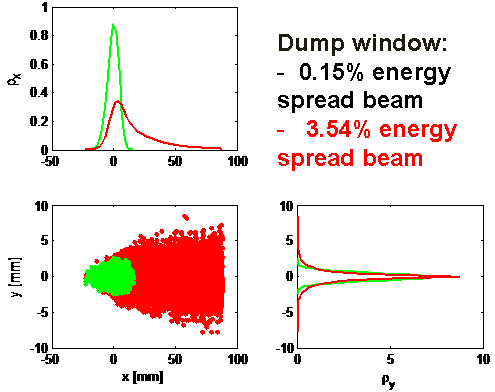 1
0.8
0.6
0.4
0.2
0
ρx
-50 0 50 100
Dump window:
- 0.15% energy
spread beam
- 3.54% energy
spread beam
10
5
0
-5
-10
y [mm]
-50 0 50 100
x [mm]
10
5
0
-5
-10
0 5 10
ρy